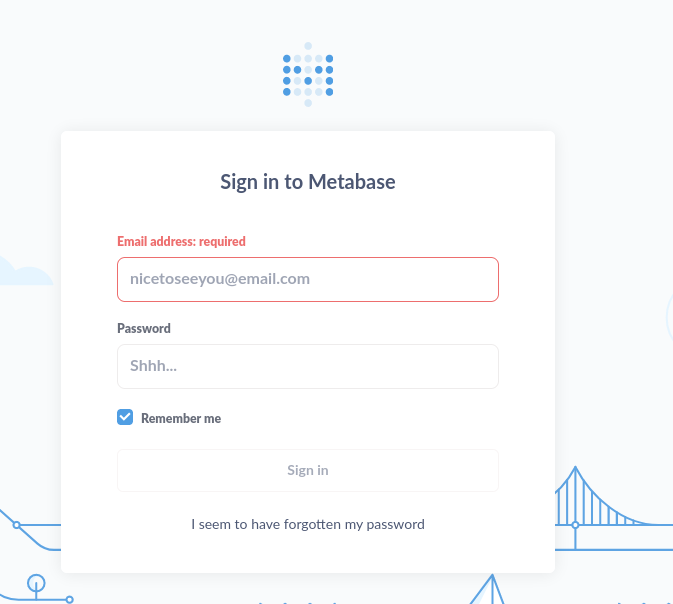 Sign in to Metabase
Email address: required
nicetoseeyou@email.com
Password
Shhh...
Remember me
Sign in
I seem to have forgotten my password